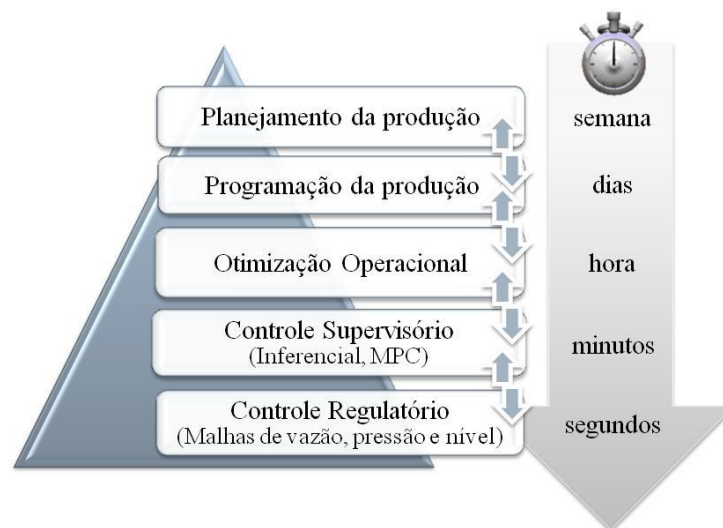 Planejamento da produção
semana
Programação da produção
dias
Otimização Operacional
hora
Controle Supervisório
(Inferencial, MPC)
minutos
Controle Regulatório
(Malhas de vazão, pressão e nível)
segundos